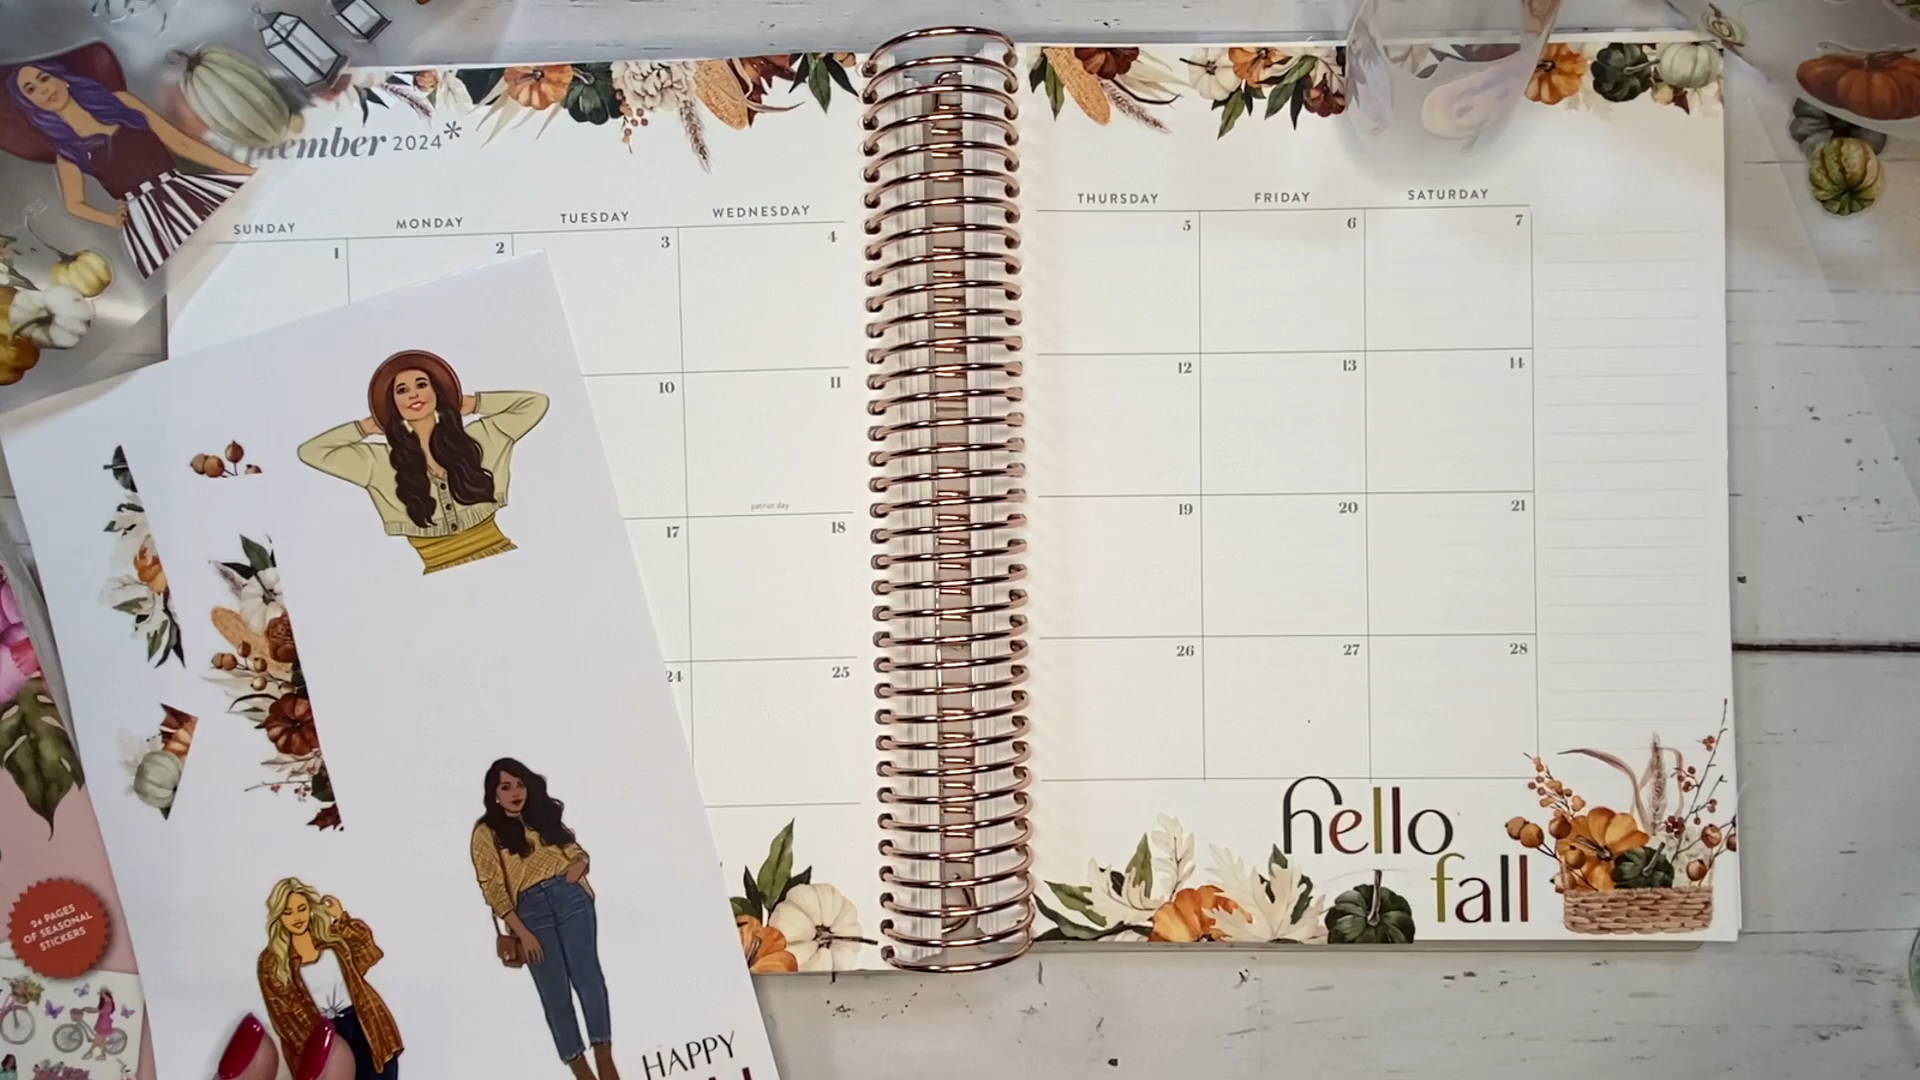 ptember 2024*
SUNDAY MONDAY TUESDAY WEDNESDAY THURSDAY FRIDAY SATURDAY
1 2 3 4 5 6 7
10 11 12 13 14
patriot day
17 18 19 20 21
24 25 26 27 28
hello
fall
24 PAGES
OF SEASONAL
STICKERS
HAPPY